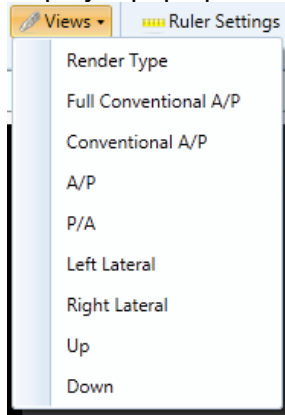 Views Ruler Settings
Render Type
Full Conventional A/P
Conventional A/P
A/P
P/A
Left Lateral
Right Lateral
Up
Down